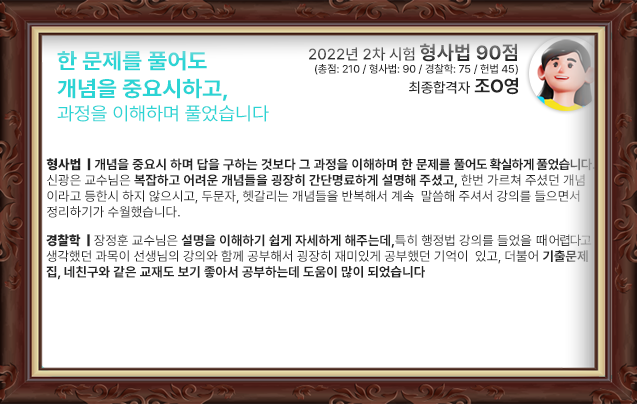 한 문제를 풀어도
개념을 중요시하고,
과정을 이해하며 풀었습니다
2022년 2차 시험 형사법 90점
(총점: 210 / 형사법: 90 / 경찰학: 75 / 헌법 45)
최종합격자 조O영
형사법 ㅣ개념을 중요시 하며 답을 구하는 것보다 그 과정을 이해하며 한 문제를 풀어도 확실하게 풀었습니다.
신광은 교수님은 복잡하고 어려운 개념들을 굉장히 간단명료하게 설명해 주셨고, 한번 가르쳐 주셨던 개념
이라고 등한시 하지 않으시고, 두문자, 헷갈리는 개념들을 반복해서 계속 말씀해 주셔서 강의를 들으면서
정리하기가 수월했습니다.
경찰학 ㅣ장정훈 교수님은 설명을 이해하기 쉽게 자세하게 해주는데, 특히 행정법 강의를 들었을 때 어렵다고
생각했던 과목이 선생님의 강의와 함께 공부해서 굉장히 재미있게 공부했던 기억이 있고, 더불어 기출문제
집, 네친구와 같은 교재도 보기 좋아서 공부하는데 도움이 많이 되었습니다